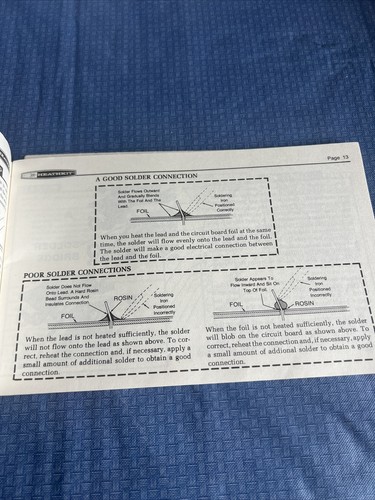 HEATHKIT
Page 13
A GOOD SOLDER CONNECTION
Solder Flows Outward
And Gradually Blends
With The Foil And The
Lead.
Soldering
Iron
Positioned
Correctly
FOIL
When you heat the lead and the circuit board foil at the same
time, the solder will flow evenly onto the lead and the foil.
The solder will make a good electrical connection between
the lead and the foil.
POOR SOLDER CONNECTIONS
Solder Does Not Flow
Onto Lead. A Hard Rosin
Bead Surrounds And
Insulates Connection.
ROSIN
Soldering
Iron
Positioned
Incorrectly
FOIL
When the lead is not heated sufficiently, the solder
will not flow onto the lead as shown above. To cor-
rect, reheat the connection and, if necessary, apply a
small amount of additional solder to obtain a good
connection.
Solder Appears To
Flow Inward And Sit On
Top Of Foil.
Soldering
Iron
Positioned
Incorrectly
FOIL
ROSIN
When the foil is not heated sufficiently, the solder
will blob on the circuit board as shown above. To
correct, reheat the connection and, if necessary, apply
a small amount of additional solder to obtain a good
connection.